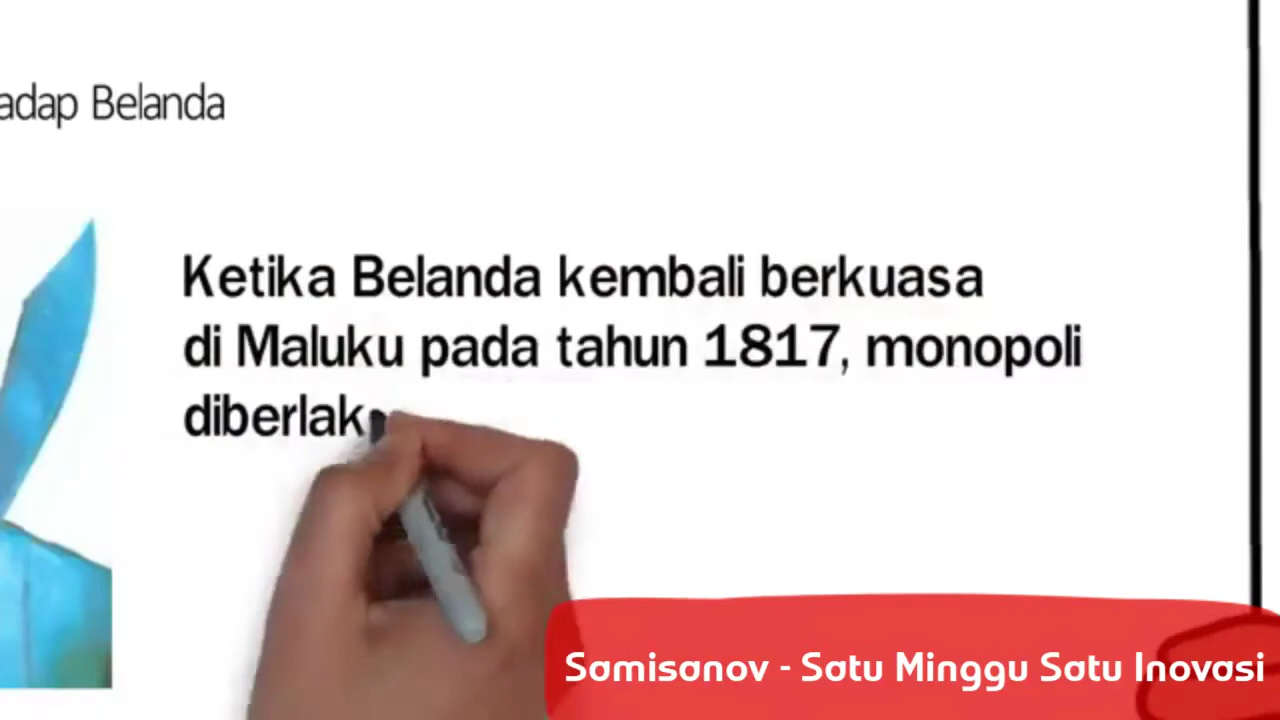 adap Belanda
Ketika Belanda kembali berkuasa
di Maluku pada tahun 1817, monopoli
diberlak
Samisanov - Satu Minggu Satu Inovasi